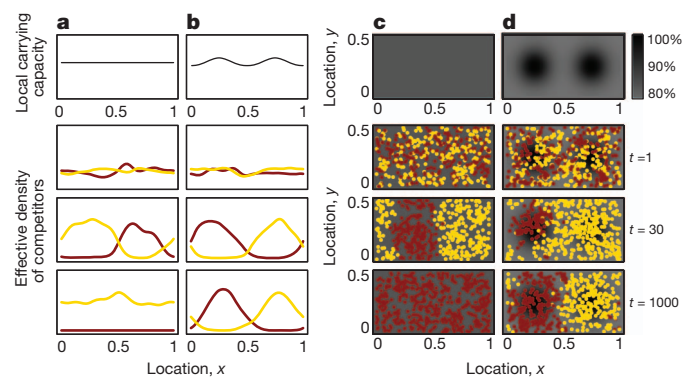 a
b
c
d
Local carrying
capacity
0
0.5
1
0
0.5
1
Effective density
of competitors
0
0.5
1
0
0.5
1
Location, x
Location, y
0.5
0
0
0.5
1
0
0.5
1
100%
90%
80%
Location, y
0.5
0
t =1
0.5
0
t = 30
0.5
0
t = 1000
0
0.5
1
0
0.5
1
Location, x